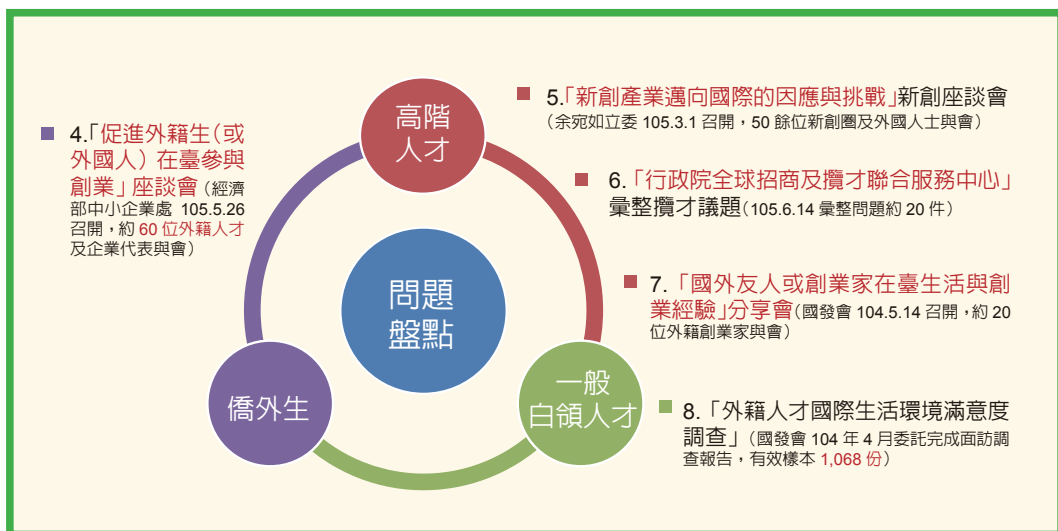 ■ 4.「促進外籍生(或
外國人) 在臺參與
創業」座談會 (經濟
部中小企業處 105.5.26
召開,約 60 位外籍人才
及企業代表與會)
高階
人才
問題
盤點
僑外生
一般
白領人才
■ 5.「新創產業邁向國際的因應與挑戰」新創座談會
(余宛如立委 105.3.1 召開,50 餘位新創圈及外國人士與會)
■ 6.「行政院全球招商及攬才聯合服務中心」
彙整攬才議題(105.6.14 彙整問題約 20 件)
■ 7.「國外友人或創業家在臺生活與創
業經驗」分享會(國發會 104.5.14 召開,約 20
位外籍創業家與會)
■ 8.「外籍人才國際生活環境滿意度
調查」(國發會 104 年 4 月委託完成面訪調
查報告,有效樣本 1,068 份)